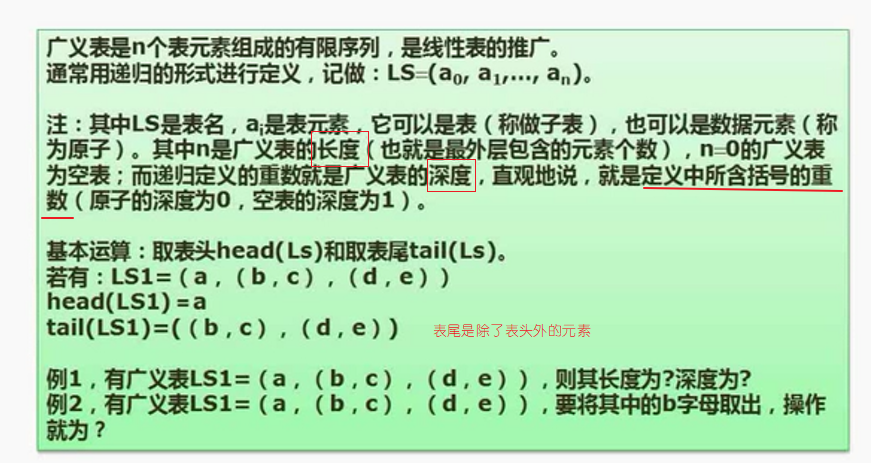 广义表是n个表元素组成的有限序列，是线性表的推广。
通常用递归的形式进行定义，记做：LS=(a₀, a₁,..., aₙ)。
注：其中LS是表名，aᵢ是表元素，它可以是表（称做子表），也可以是数据元素（称
为原子）。其中n是广义表的长度（也就是最外层包含的元素个数），n=0的广义表
为空表；而递归定义的重数就是广义表的深度，直观地说，就是定义中所含括号的重
数（原子的深度为0，空表的深度为1）。
基本运算：取表头head(Ls)和取表尾tail(Ls)。
若有：LS1=（a，（b，c），（d，e））
head(LS1)=a
tail(LS1)=(（b，c），（d，e）) 表尾是除了表头外的元素
例1，有广义表LS1=（a，（b，c），（d，e）），则其长度为?深度为?
例2，有广义表LS1=（a，（b，c），（d，e）），要将其中的b字母取出，操作
就为？